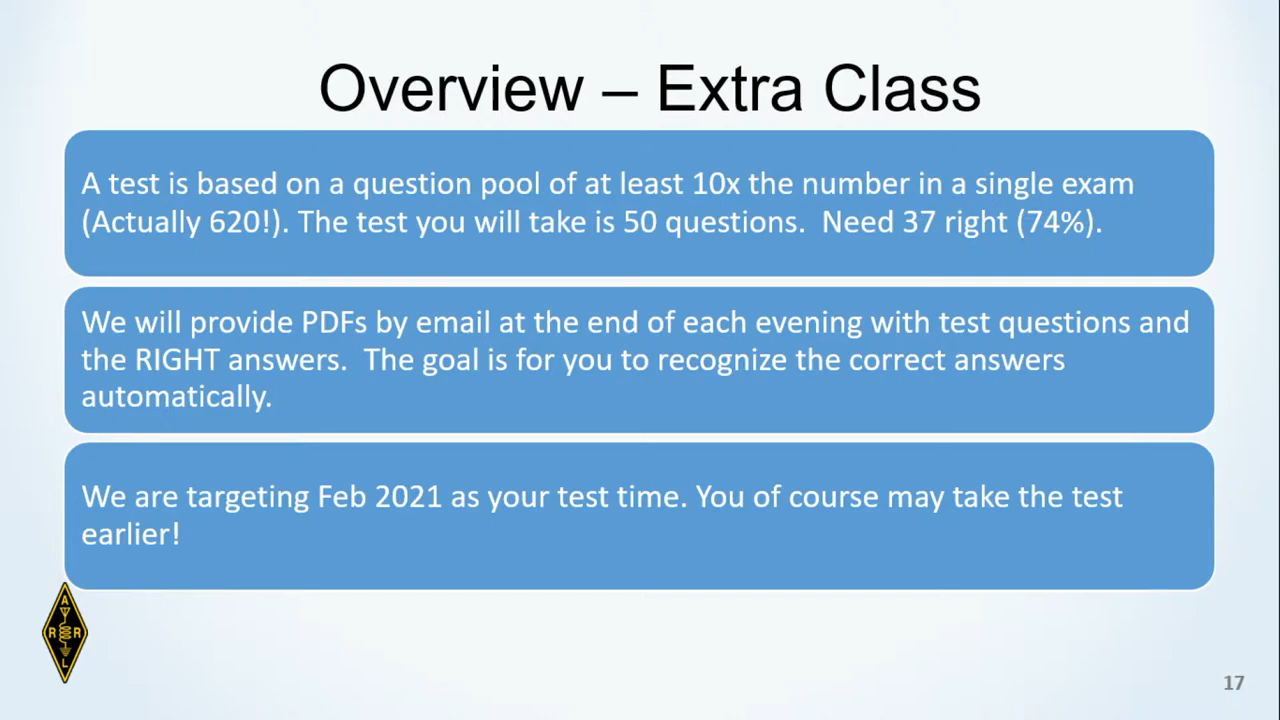 Overview – Extra Class
A test is based on a question pool of at least 10x the number in a single exam
(Actually 620!). The test you will take is 50 questions.  Need 37 right (74%).
We will provide PDFs by email at the end of each evening with test questions and
the RIGHT answers.  The goal is for you to recognize the correct answers
automatically.
We are targeting Feb 2021 as your test time. You of course may take the test
earlier!
A
R R
L
17